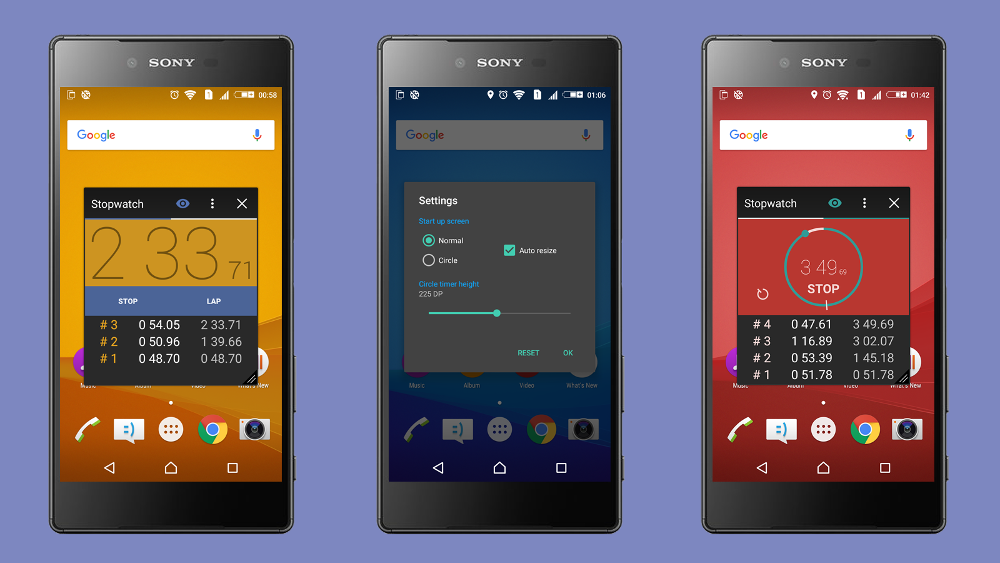 SONY
00:58
Google
Stopwatch
2 33 71
STOP LAP
# 3 0 54.05 2 33.71
# 2 0 50.96 1 39.66
# 1 0 48.70 0 48.70
Music Album Video What's New
SONY
01:06
Google
Settings
Start up screen
Normal
Circle
Auto resize
Circle timer height
225 DP
RESET OK
Music Album Video What's New
SONY
01:42
Google
Stopwatch
3 49 69
STOP
# 4 0 47.61 3 49.69
# 3 1 16.89 3 02.07
# 2 0 53.39 1 45.18
# 1 0 51.78 0 51.78
Music Album Video What's New